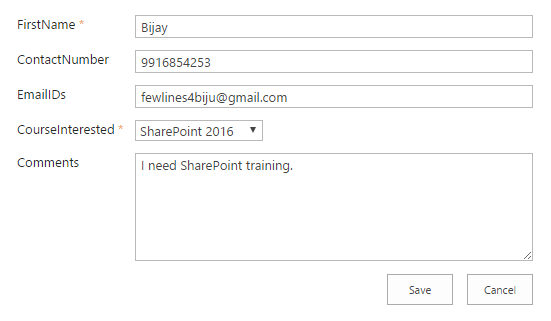 FirstName * Bijay
ContactNumber 9916854253
EmailIDs fewlines4biju@gmail.com
CourseInterested * SharePoint 2016
Comments I need SharePoint training.
Save Cancel